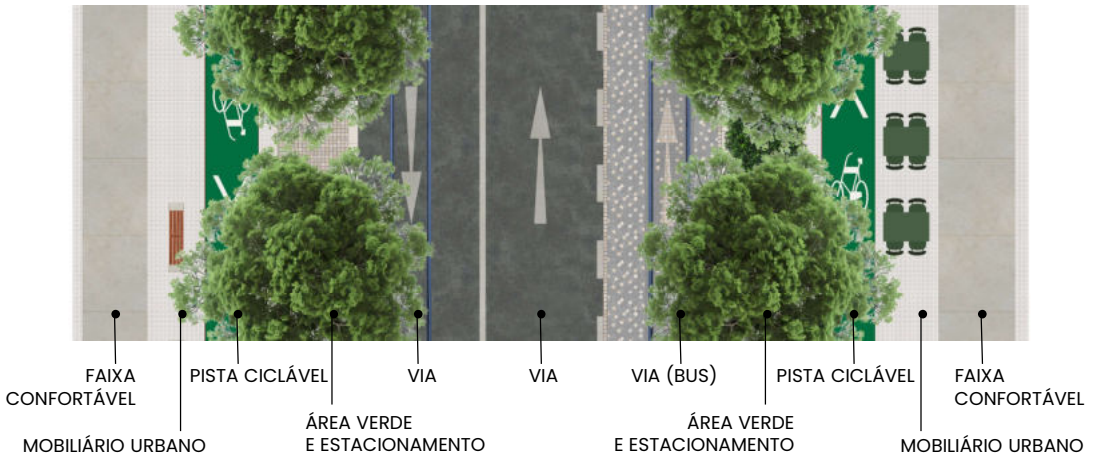 FAIXA
CONFORTÁVEL
MOBILIÁRIO URBANO
PISTA CICLÁVEL
ÁREA VERDE
E ESTACIONAMENTO
VIA
VIA
VIA (BUS)
ÁREA VERDE
E ESTACIONAMENTO
PISTA CICLÁVEL
MOBILIÁRIO URBANO
FAIXA
CONFORTÁVEL